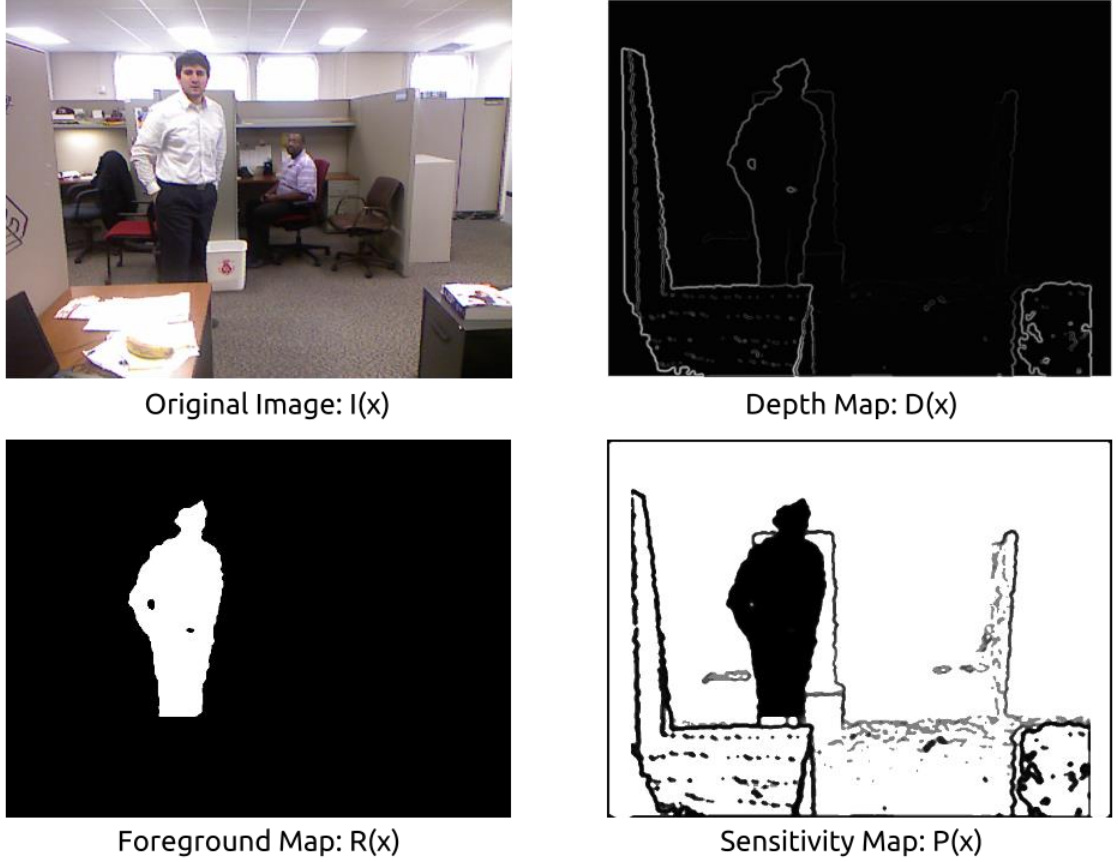 Original Image: I(x)
Depth Map: D(x)
Foreground Map: R(x)
Sensitivity Map: P(x)